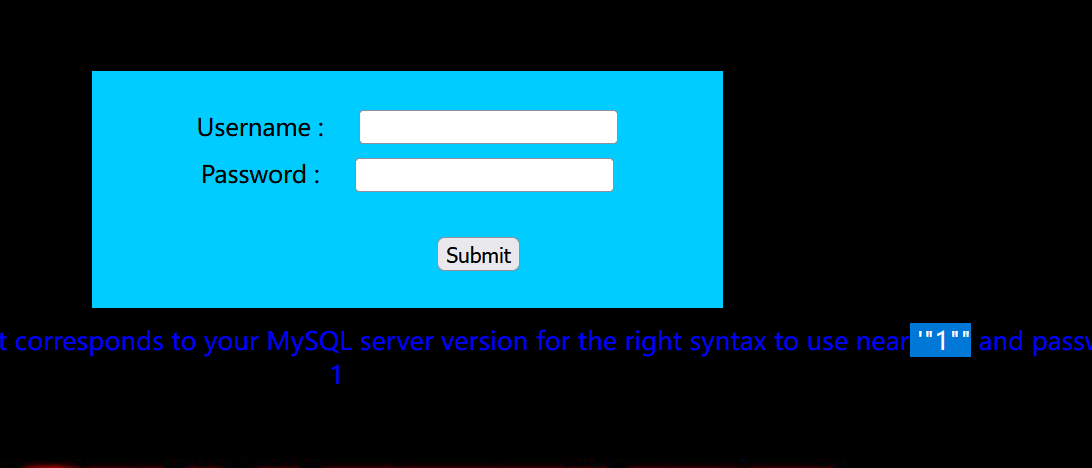 Username :
Password :
Submit
t corresponds to your MySQL server version for the right syntax to use near '"1"" and passw
1